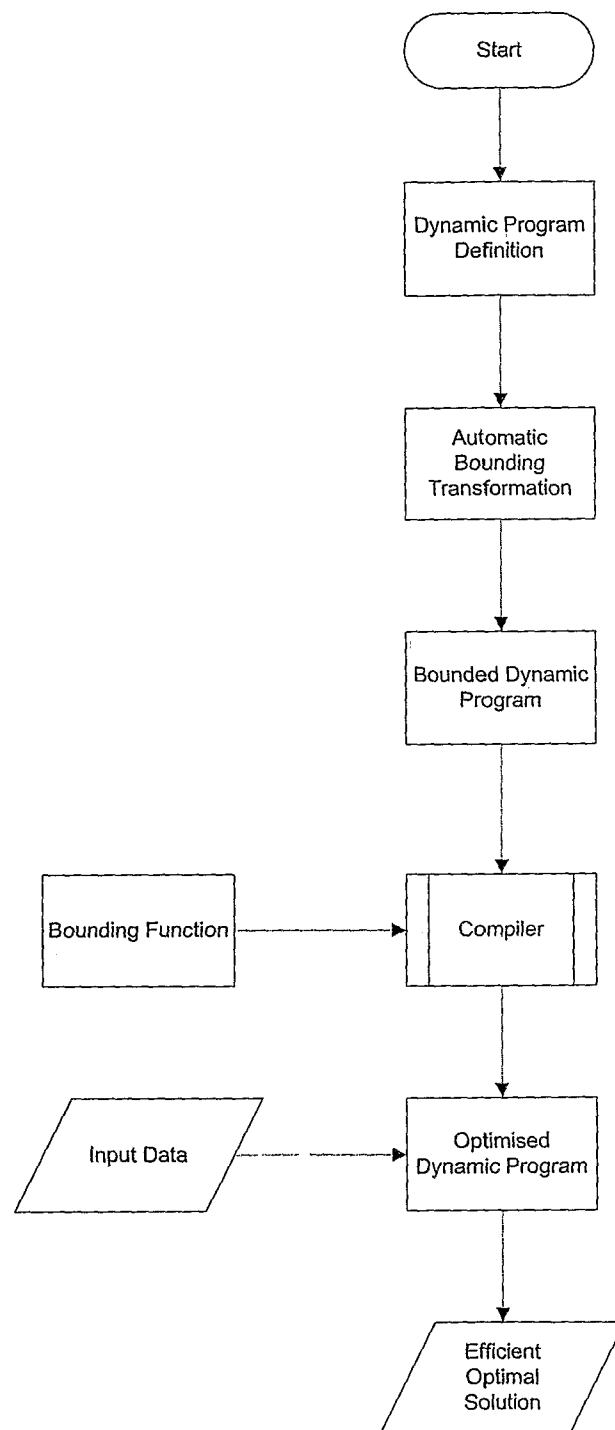 Start
Dynamic Program
Definition
Automatic
Bounding
Transformation
Bounded Dynamic
Program
Bounding Function
Compiler
Input Data
Optimised
Dynamic Program
Efficient
Optimal
Solution